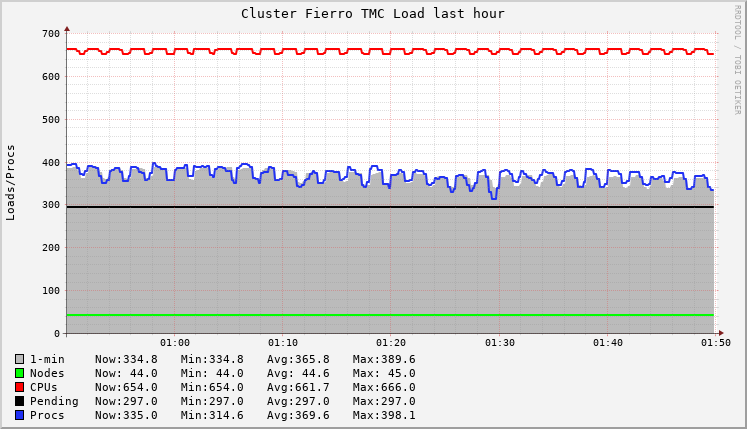 Cluster Fierro TMC Load last hour
RRDTOOL / TOBI OETIKER
Loads/Procs
700
600
500
400
300
200
100
0
01:00 01:10 01:20 01:30 01:40 01:50
1-min Now:334.8 Min:334.8 Avg:365.8 Max:389.6
Nodes Now: 44.0 Min: 44.0 Avg: 44.6 Max: 45.0
CPUs Now:654.0 Min:654.0 Avg:661.7 Max:666.0
Pending Now:297.0 Min:297.0 Avg:297.0 Max:297.0
Procs Now:335.0 Min:314.6 Avg:369.6 Max:398.1